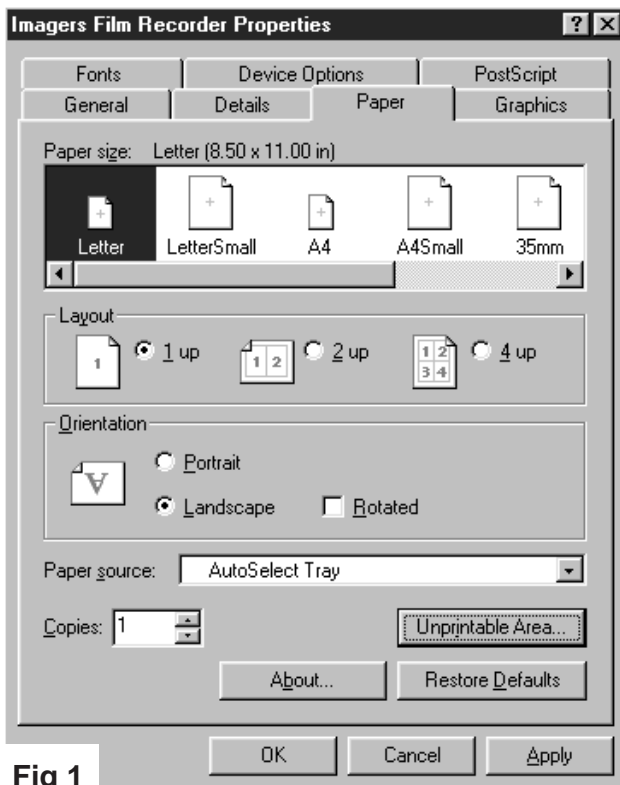 Imagers Film Recorder Properties
Fonts Device Options PostScript
General Details Paper Graphics
Paper size: Letter (8.50 x 11.00 in)
Letter LetterSmall A4 A4Small 35mm
Layout
1 1 up 1 2 2 up 1 2 3 4 4 up
Orientation
A Portrait
Landscape Rotated
Paper source: AutoSelect Tray
Copies: 1 Unprintable Area...
About... Restore Defaults
OK Cancel Apply
Fig 1